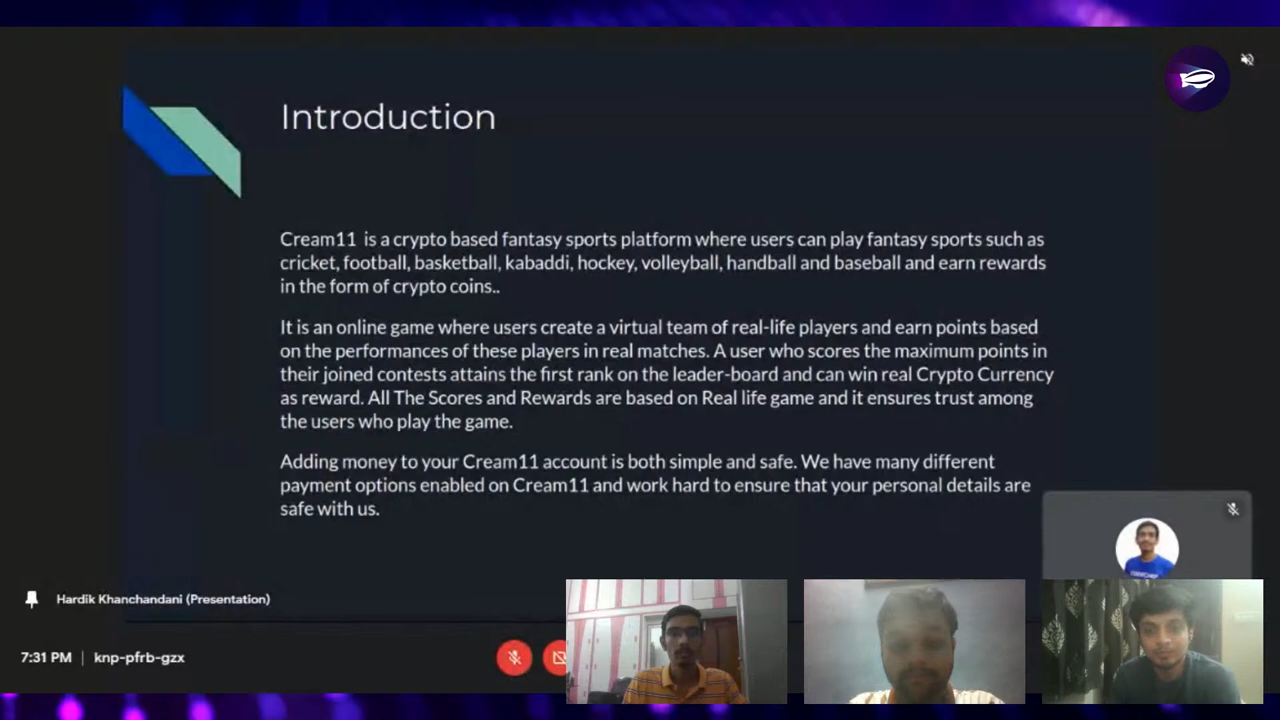 Introduction
Cream11 is a crypto based fantasy sports platform where users can play fantasy sports such as
cricket, football, basketball, kabaddi, hockey, volleyball, handball and baseball and earn rewards
in the form of crypto coins..
It is an online game where users create a virtual team of real-life players and earn points based
on the performances of these players in real matches. A user who scores the maximum points in
their joined contests attains the first rank on the leader-board and can win real Crypto Currency
as reward. All The Scores and Rewards are based on Real life game and it ensures trust among
the users who play the game.
Adding money to your Cream11 account is both simple and safe. We have many different
payment options enabled on Cream11 and work hard to ensure that your personal details are
safe with us.
Hardik Khanchandani (Presentation)
7:31 PM | knp-pfrb-gzx